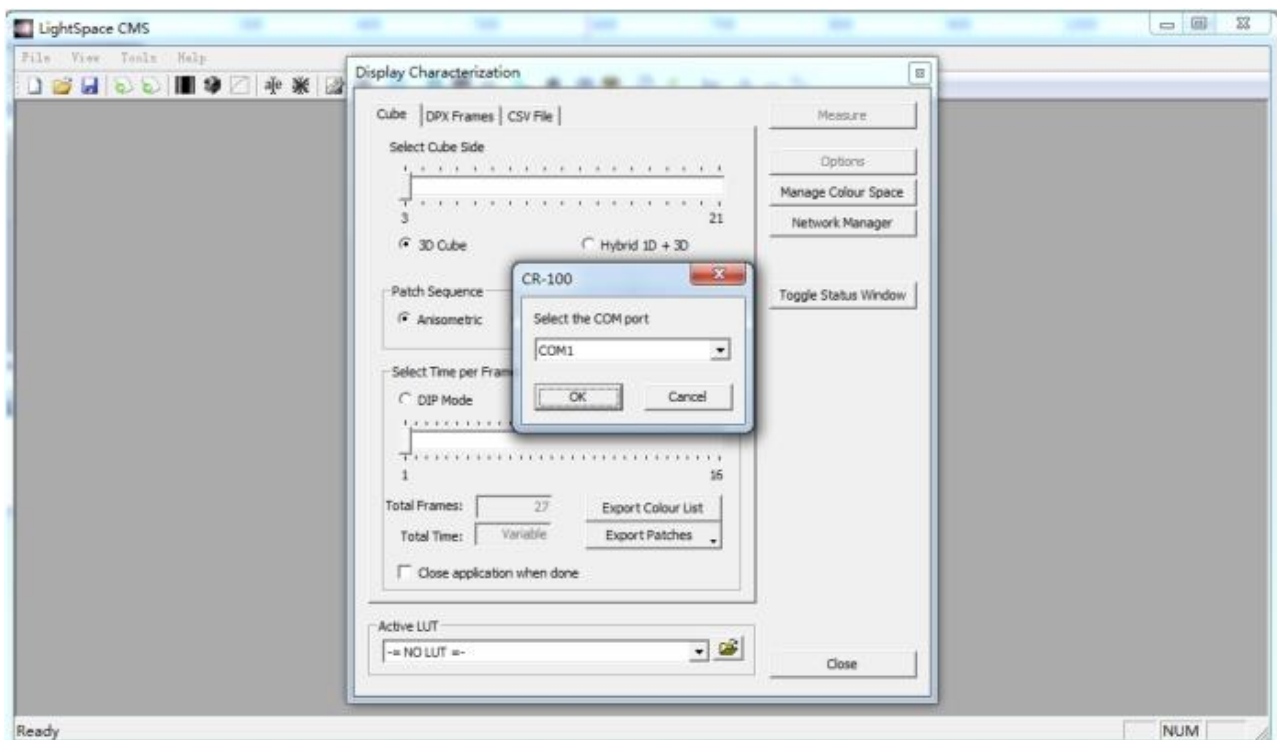 LightSpace CMS
File View Tools Help
Display Characterization
Cube DPX Frames CSV File
Measure
Select Cube Side
Options
Manage Colour Space
3 21
Network Manager
3D Cube Hybrid 1D + 3D
CR-100
Patch Sequence
Toggle Status Window
Anisometric
Select the COM port
COM1
Select Time per Fram
DIP Mode
OK Cancel
1 16
Total Frames: 27 Export Colour List
Total Time: Variable Export Patches
Close application when done
Active LUT
-= NO LUT =-
Close
Ready NUM